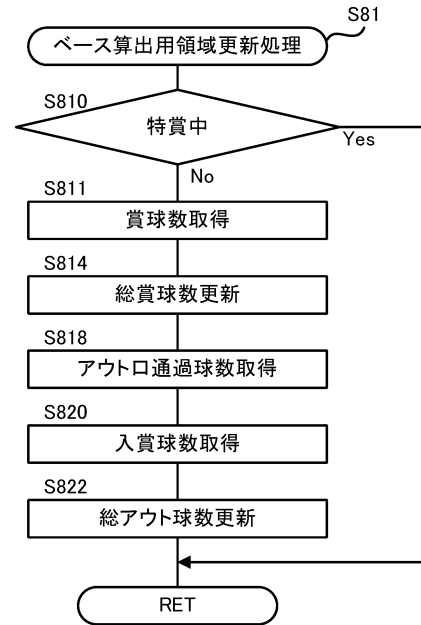 S81
ベース算出用領域更新処理
S810
特賞中
Yes
No
S811
賞球数取得
S814
総賞球数更新
S818
アウト口通過球数取得
S820
入賞球数取得
S822
総アウト球数更新
RET